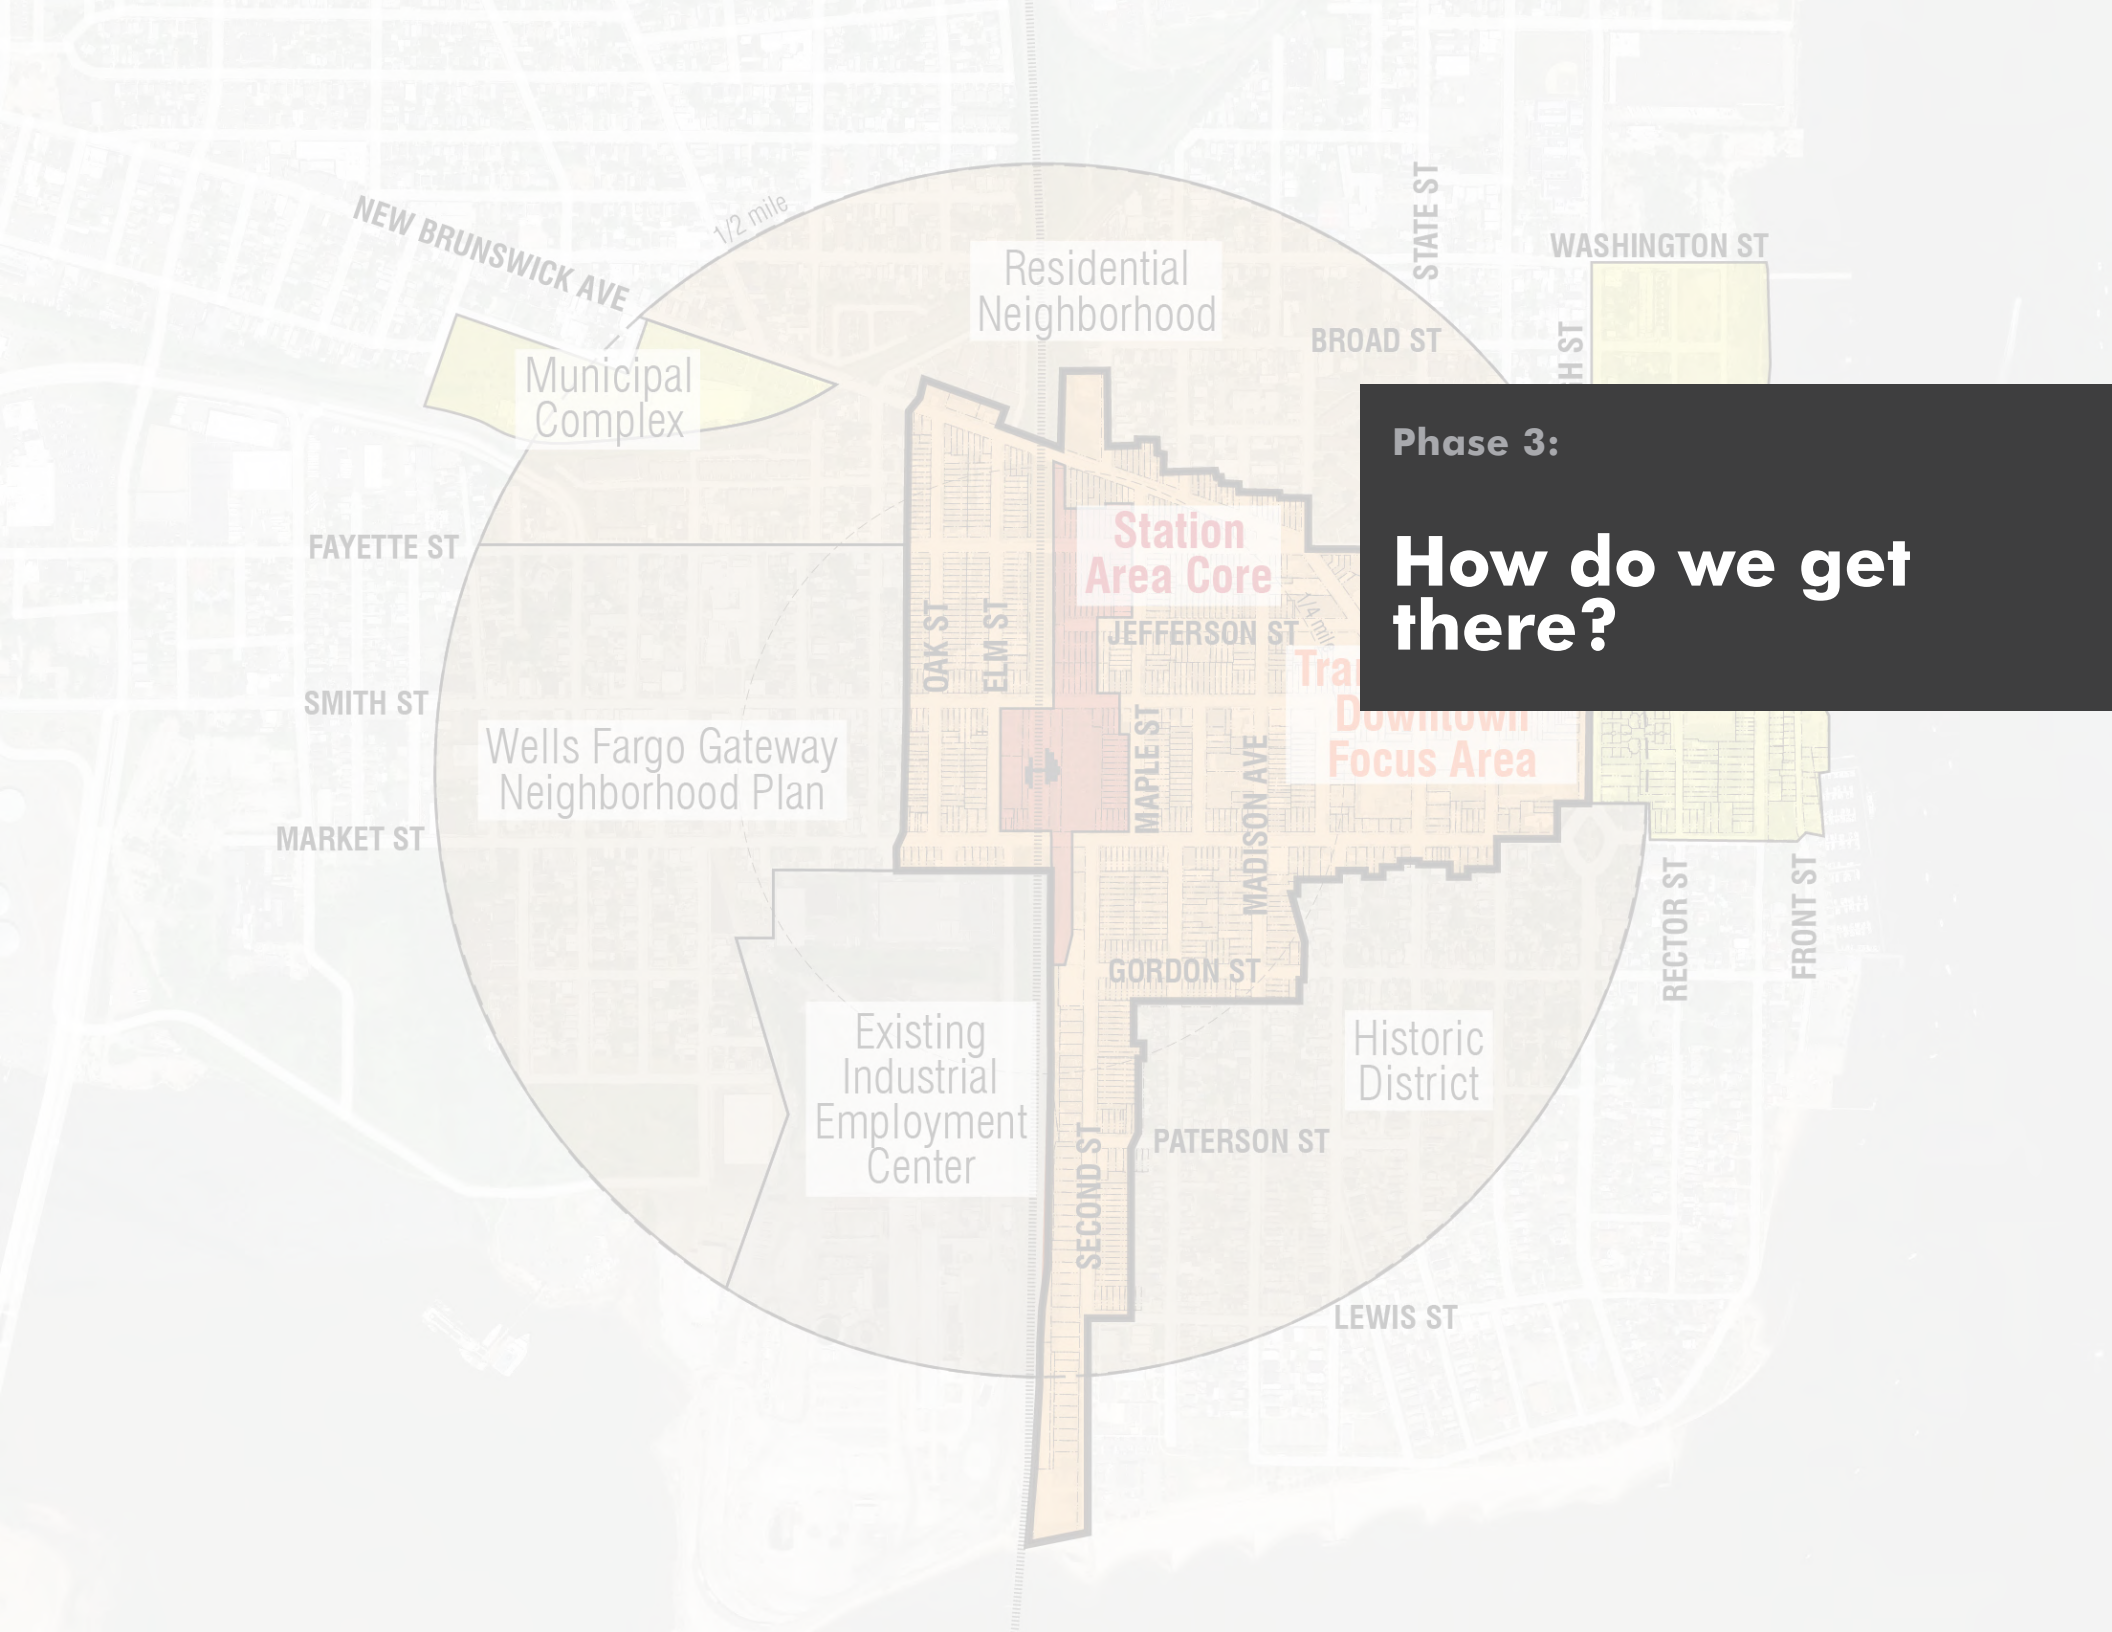 STATE ST
NEW BRUNSWICK AVE
1/2 mile
WASHINGTON ST
Residential
Neighborhood
BROAD ST
Municipal
Complex
Phase 3:
How do we get
there?
Station
Area Core
FAYETTE ST
OAK ST
ELM ST
JEFFERSON ST
1/4
SMITH ST
Downtown
Focus Area
Wells Fargo Gateway
Neighborhood Plan
MAPLE ST
MADISON AVE
MARKET ST
RECTOR ST
FRONT ST
GORDON ST
Existing
Industrial
Employment
Center
Historic
District
SECOND ST
PATERSON ST
LEWIS ST